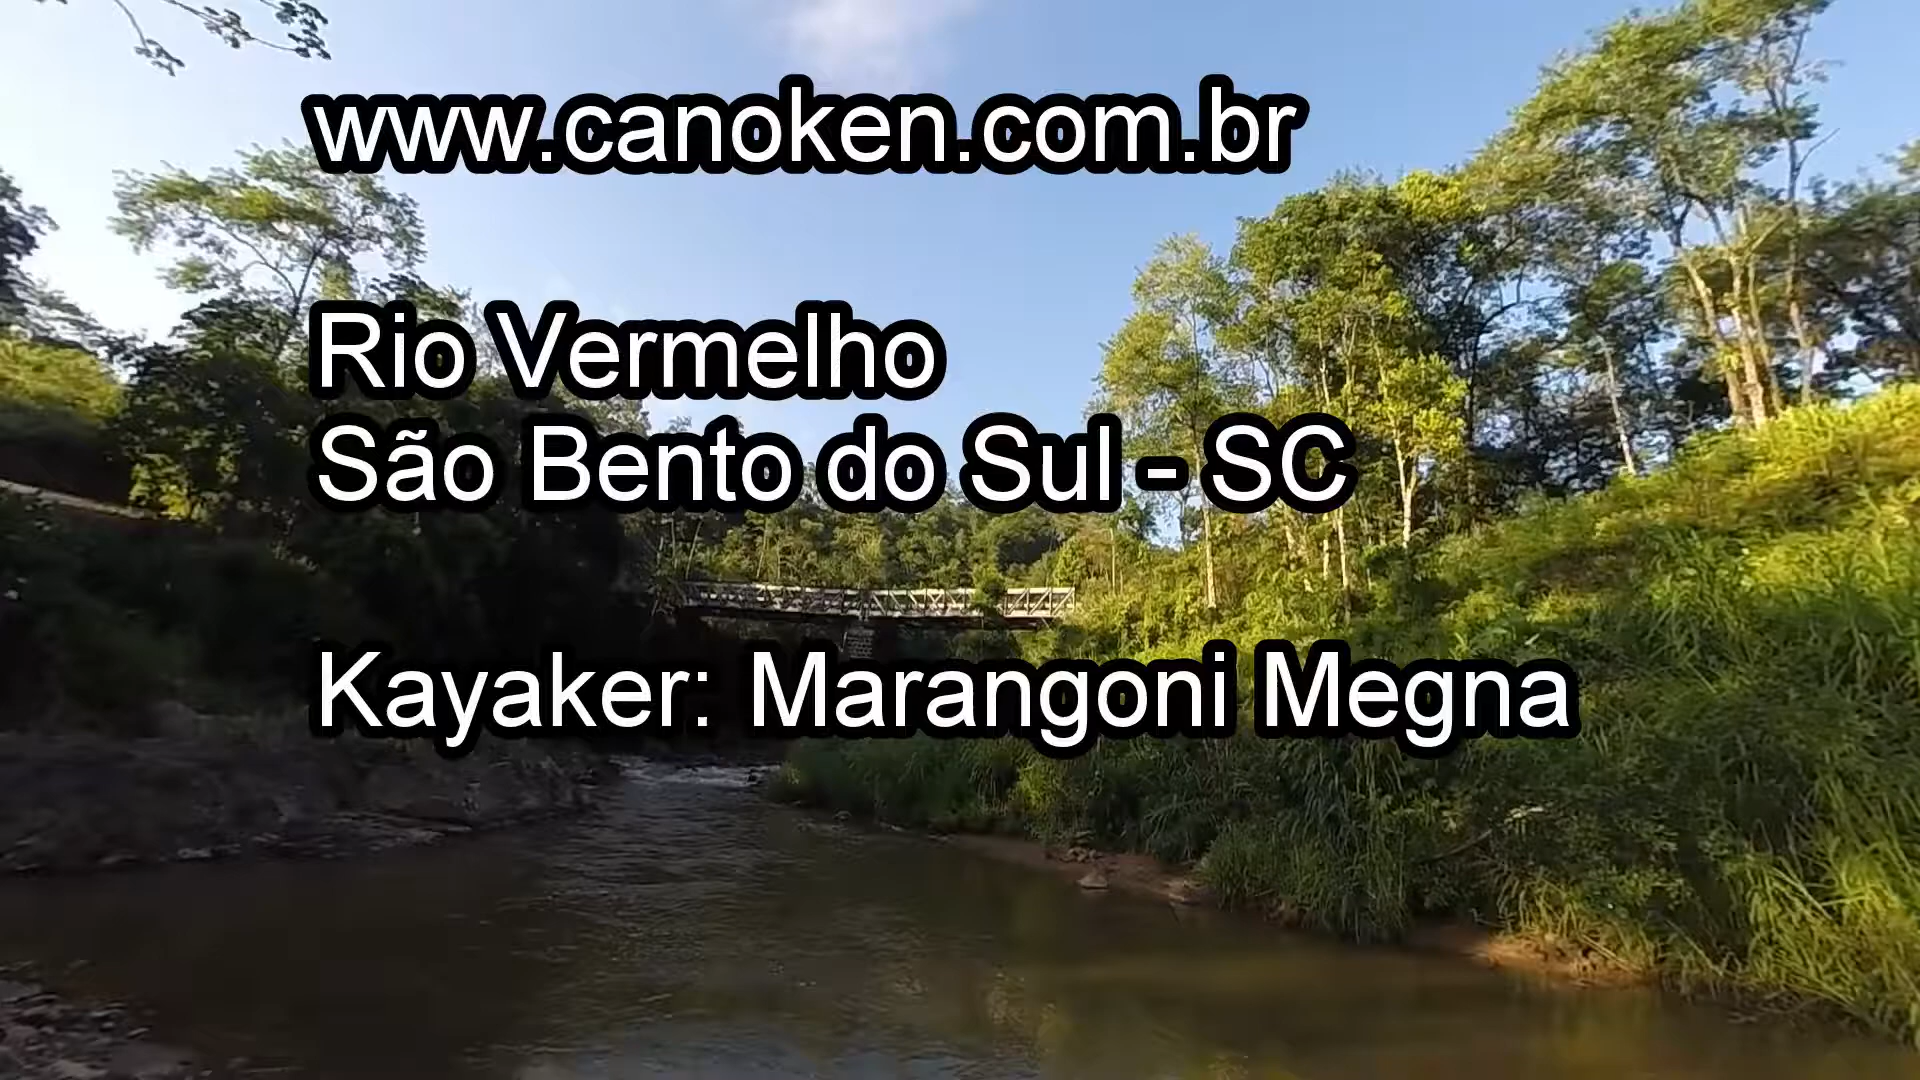 www.canoken.com.br
Rio Vermelho
São Bento do Sul - SC
Kayaker: Marangoni Megna